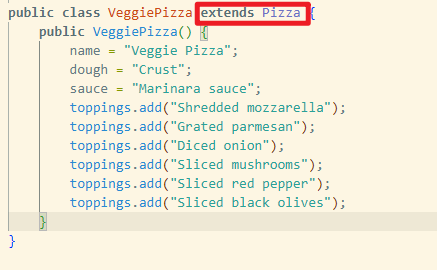 public class VeggiePizza extends Pizza {
    public VeggiePizza() {
        name = "Veggie Pizza";
        dough = "Crust";
        sauce = "Marinara sauce";
        toppings.add("Shredded mozzarella");
        toppings.add("Grated parmesan");
        toppings.add("Diced onion");
        toppings.add("Sliced mushrooms");
        toppings.add("Sliced red pepper");
        toppings.add("Sliced black olives");
    }
}